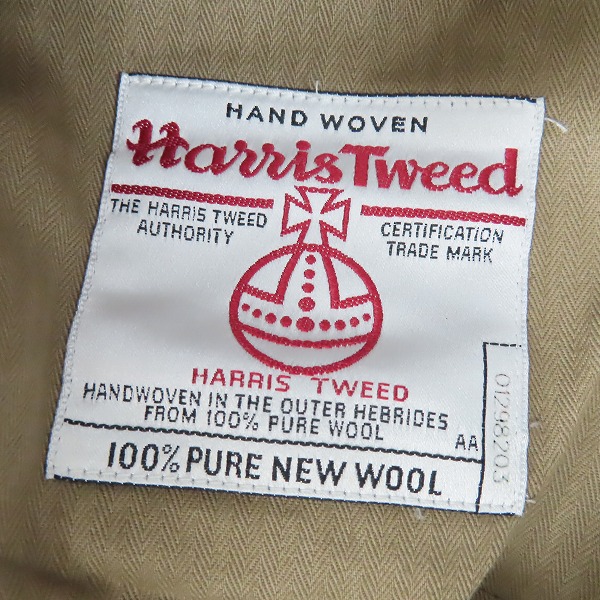 HAND WOVEN
Harris Tweed
THE HARRIS TWEED
AUTHORITY
CERTIFICATION
TRADE MARK
HARRIS TWEED
HANDWOVEN IN THE OUTER HEBRIDES
FROM 100% PURE WOOL
AA
01298203
100% PURE NEW WOOL